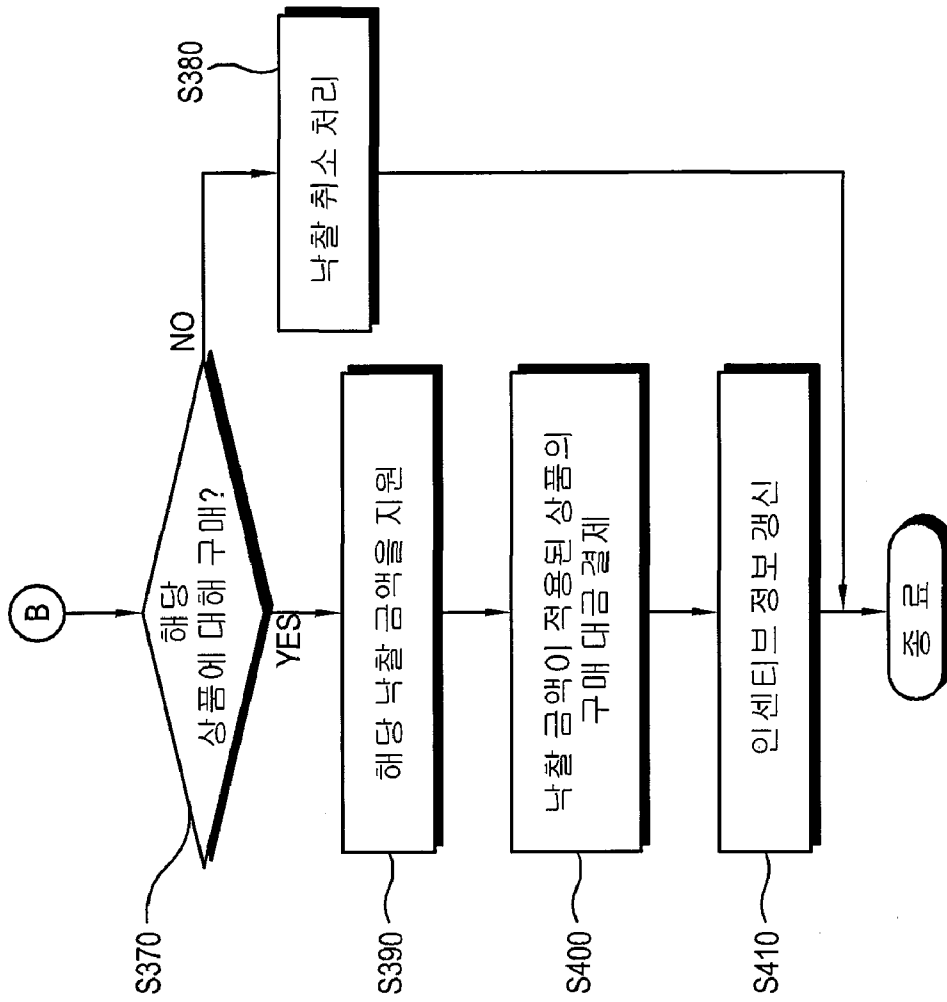 B
해당
상품에 대해 구매?
S370
NO
YES
S380
낙찰 취소 처리
해당 낙찰 금액을 지원
S390
낙찰 금액이 적용된 상품의
구매 대금 결제
S400
인센티브 정보 갱신
S410
종료